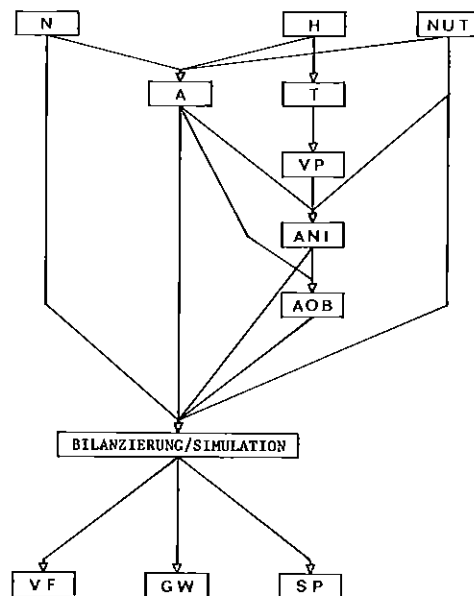 N
H
NUT
A
T
VP
ANI
AOB
BILANZIERUNG/SIMULATION
VF
GW
SP